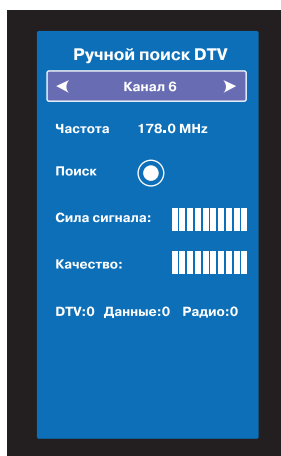 Ручной поиск DTV
Канал 6
Частота 178.0 MHz
Поиск
Сила сигнала:
Качество:
DTV:0 Данные:0 Радио:0